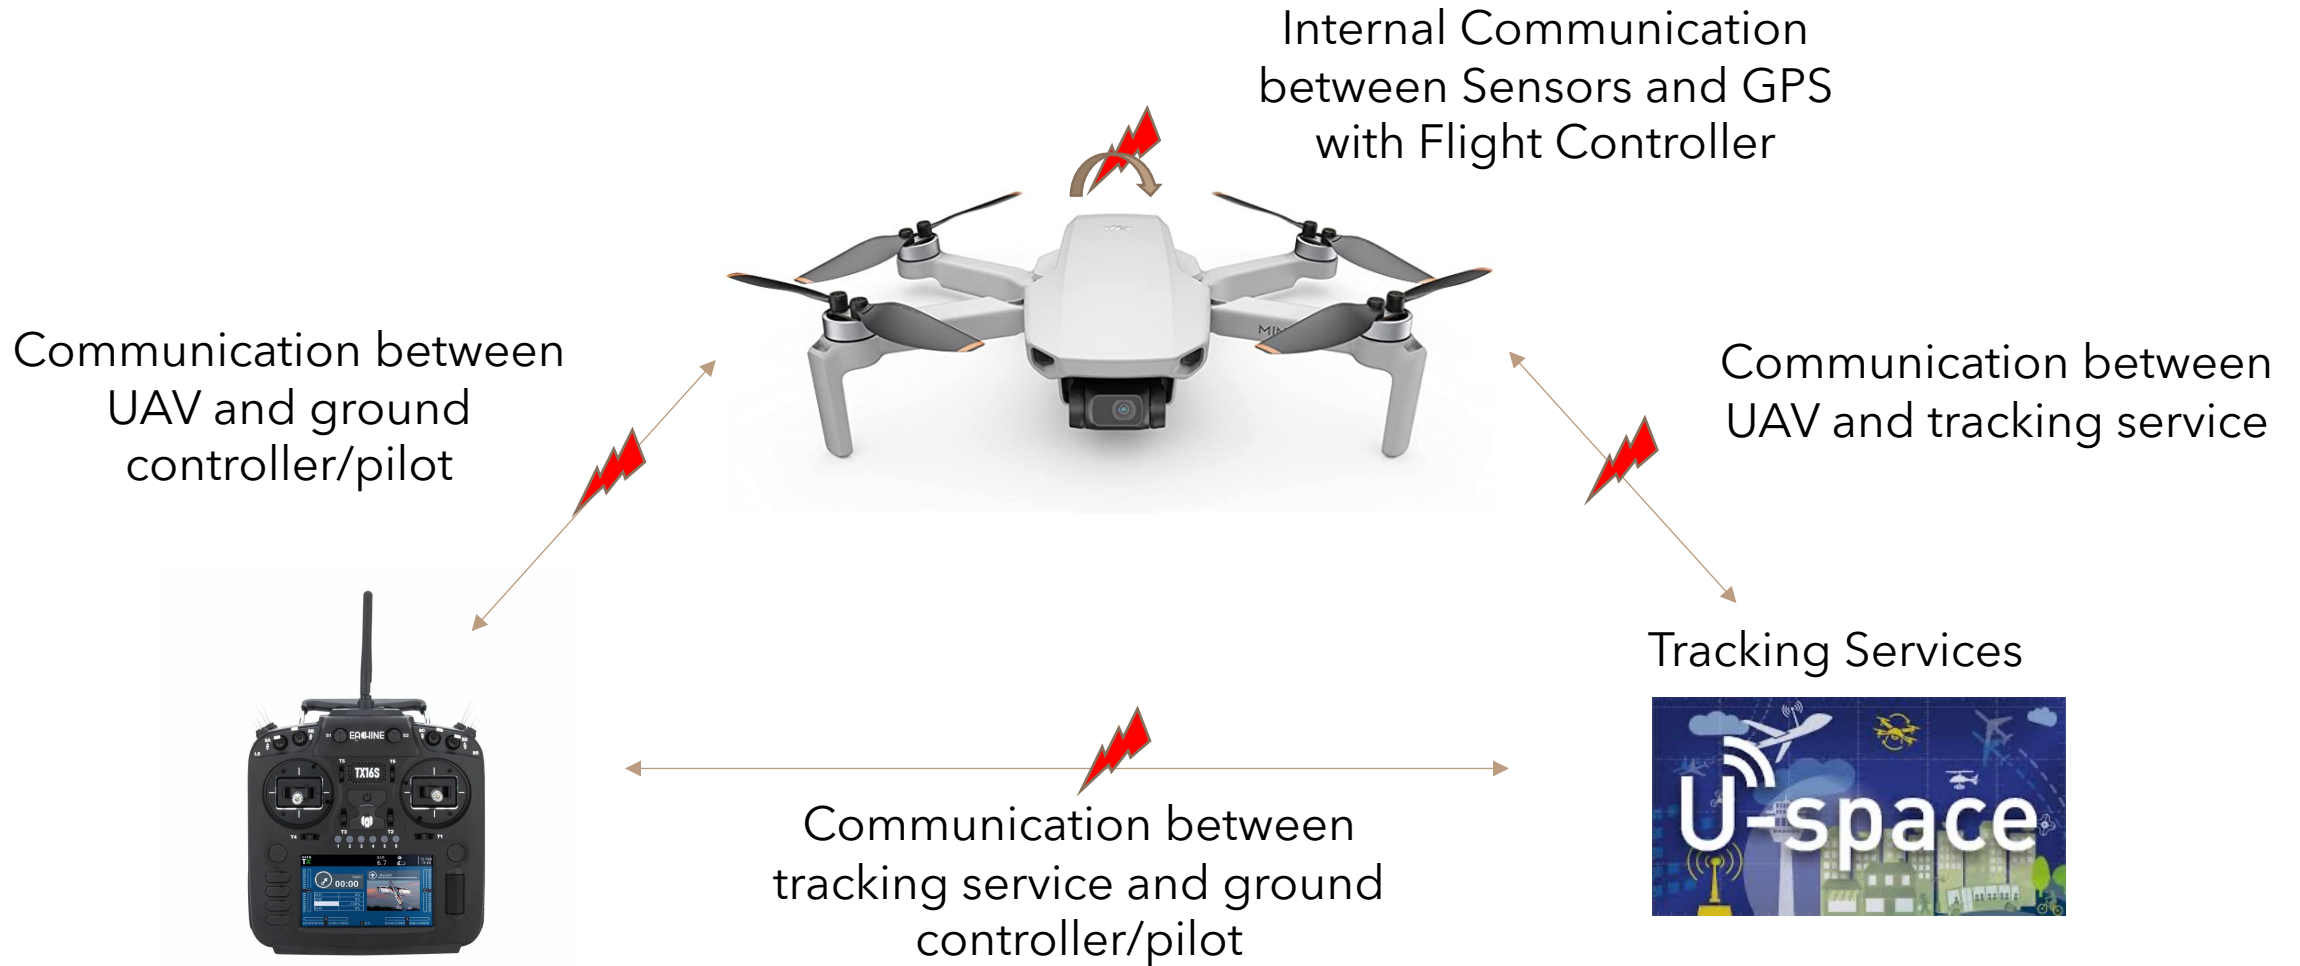 Internal Communication
between Sensors and GPS
with Flight Controller
Communication between
UAV and ground
controller/pilot
Communication between
UAV and tracking service
Tracking Services
U-space
EACHINE
TX16S
00:00
Communication between
tracking service and ground
controller/pilot